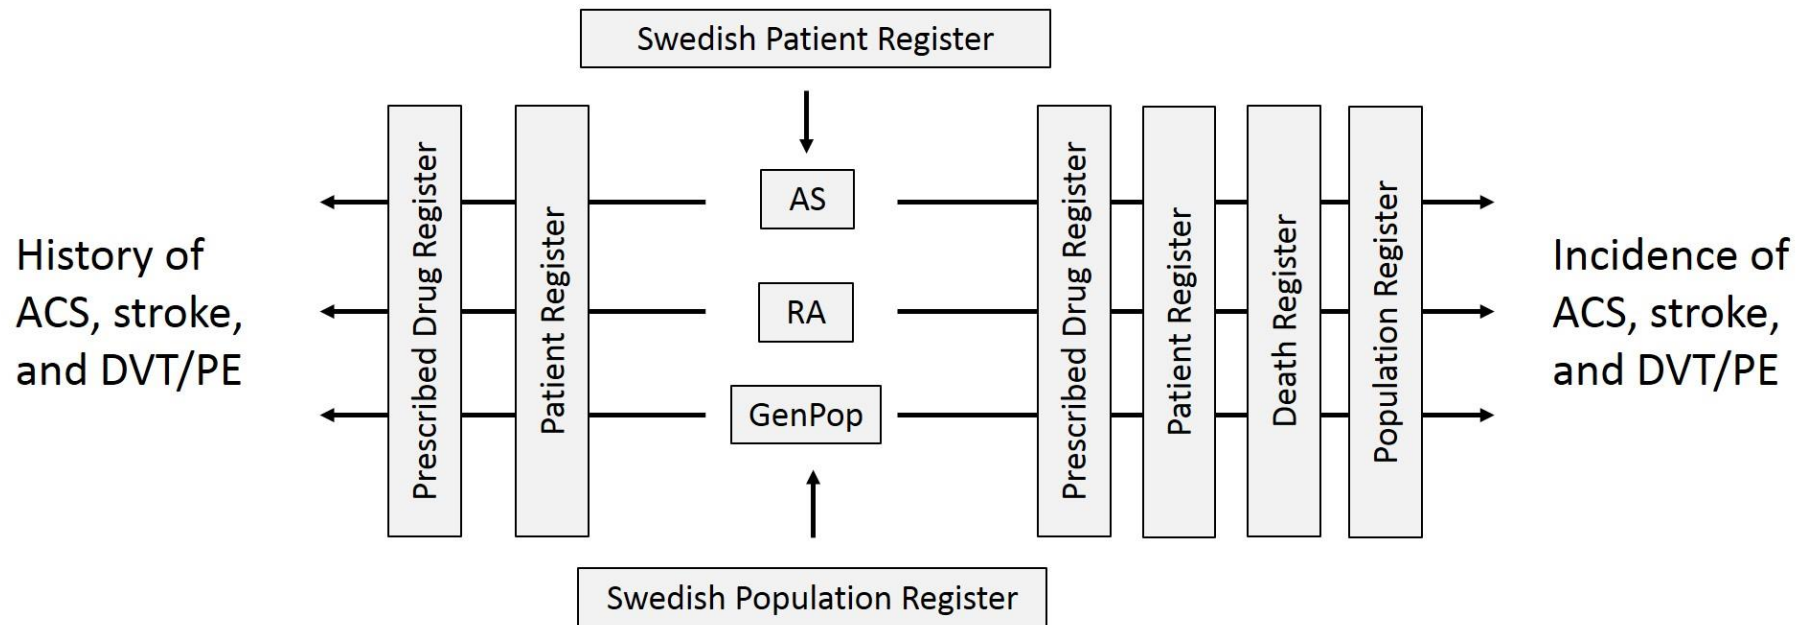 Swedish Patient Register
History of
ACS, stroke,
and DVT/PE
Prescribed Drug Register
Patient Register
AS
RA
GenPop
Prescribed Drug Register
Patient Register
Death Register
Population Register
Incidence of
ACS, stroke,
and DVT/PE
Swedish Population Register